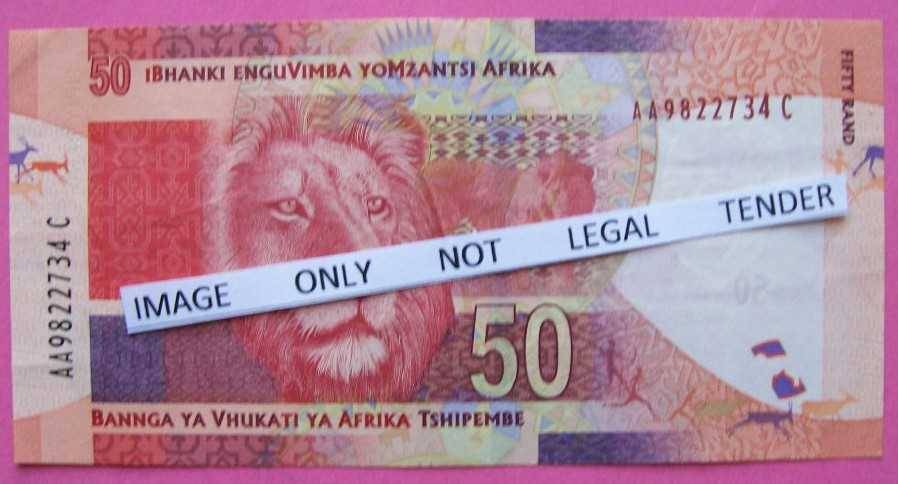 50 iBHANKI ENGUVIMBA YOMZANTSI AFRIKA
FIFTY RAND
AA9822734 C
AA9822734 C
IMAGE ONLY NOT LEGAL TENDER
50
BANNGA YA VHUKATI YA AFRIKA TSHIPEMBE